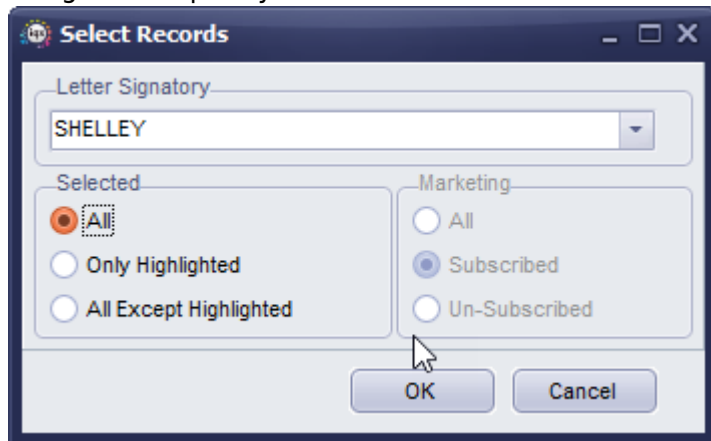 Select Records
Letter Signatory
SHELLEY
Selected
All
Only Highlighted
All Except Highlighted
Marketing
All
Subscribed
Un-Subscribed
OK
Cancel